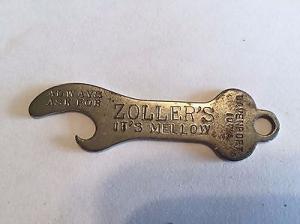 ALWAYS
ASK FOR
ZOLLER'S
IT'S MELLOW
DAVENPORT
IOWA